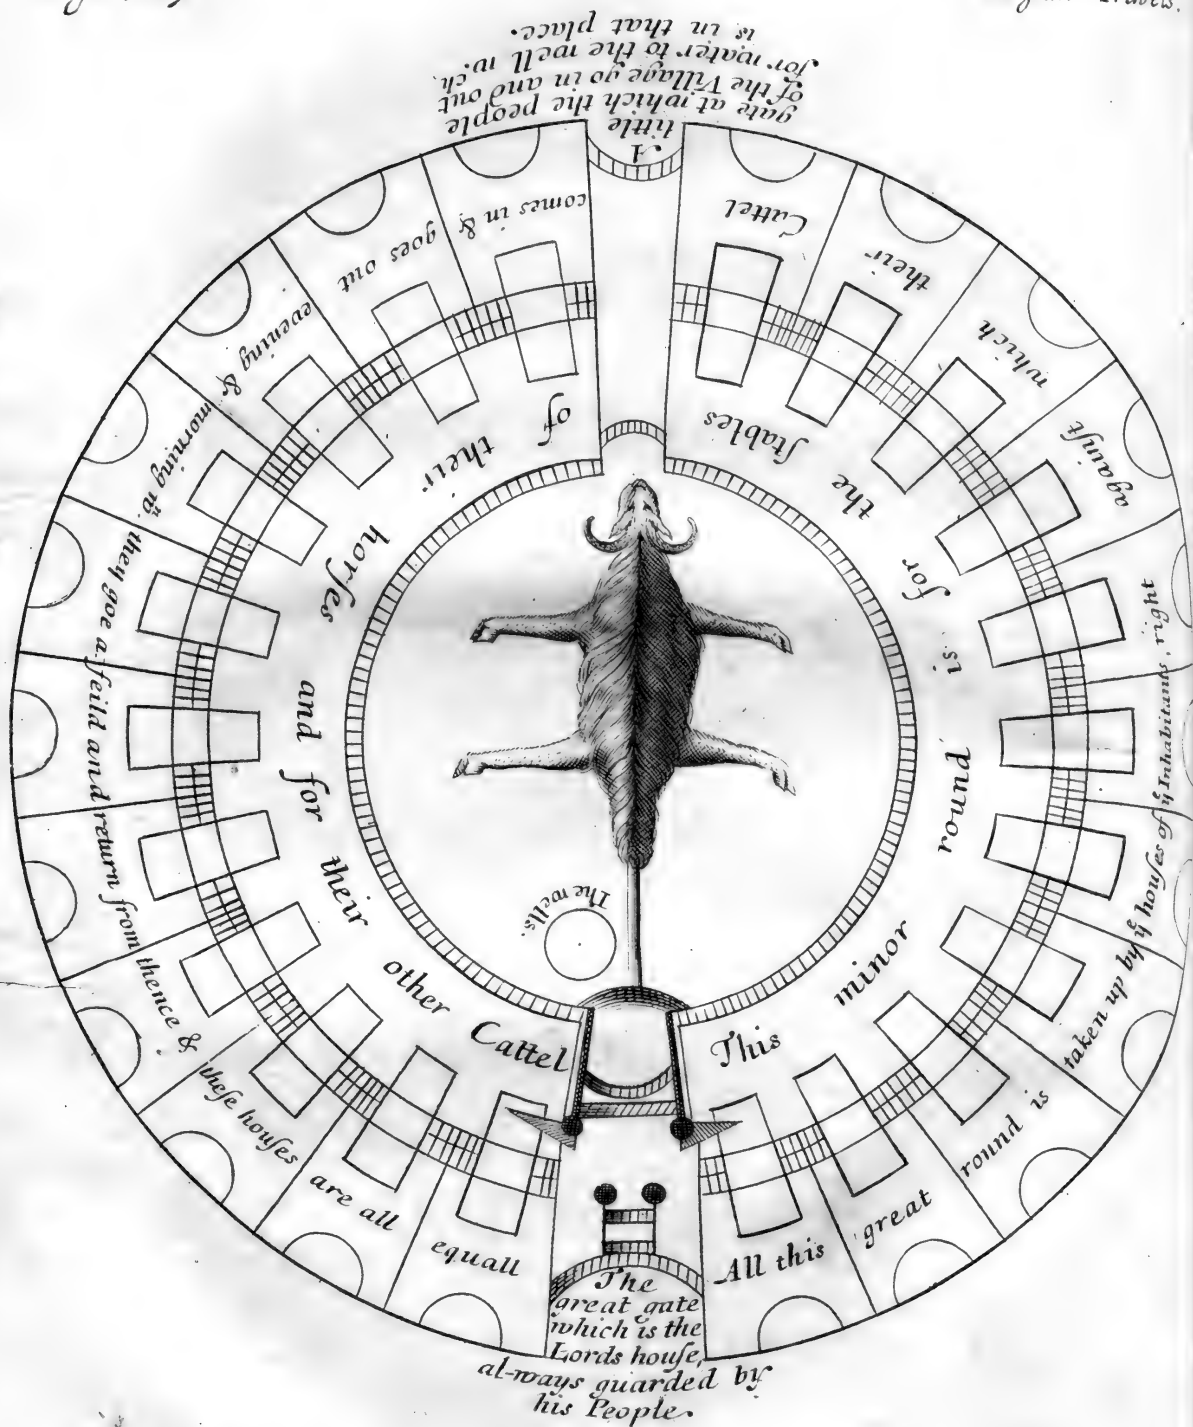 Travels.
A
little
gate at which the people
of the Village go in and out
for water to the well w.ch
is in that place.
All this great round is taken up by yͤ houſes of yͤ Inhabitants, right againſt which their Cattel comes in & goes out evening & morning wⁿ. they goe a feild and return from thence & theſe houſes are all equall
This minor round is for the ſtables of their horſes and for their other Cattel
The wells.
The
great gate
which is the
Lords houſe,
al-ways guarded by
his People.